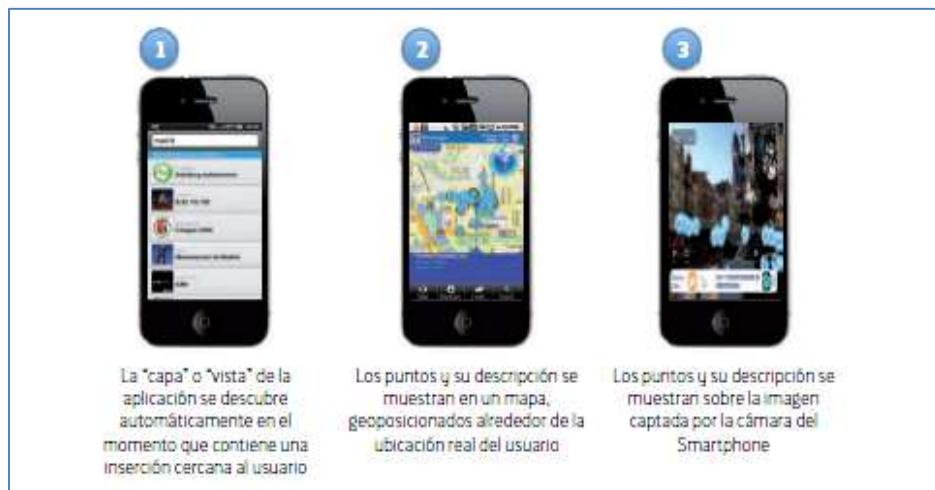 1
2
3
madrid
La "capa" o "vista" de la
aplicación se descubre
automáticamente en el
momento que contiene una
inserción cercana al usuario
Los puntos y su descripción se
muestran en un mapa,
geoposicionados alrededor de la
ubicación real del usuario
Los puntos y su descripción se
muestran sobre la imagen
captada por la cámara del
Smartphone